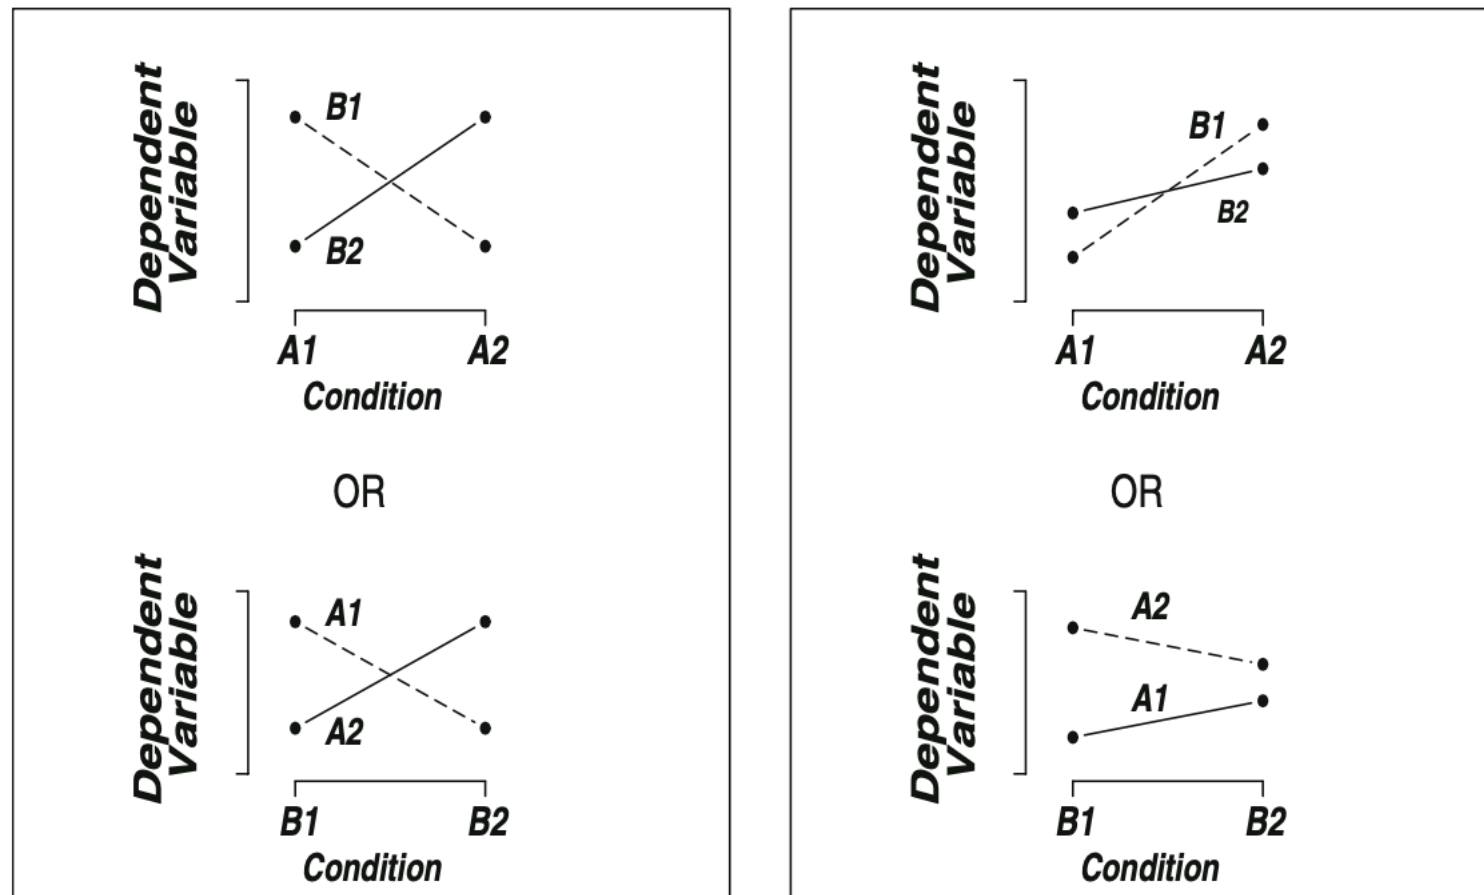 Dependent
Variable
B1
B2
A1
A2
Condition
OR
Dependent
Variable
A1
A2
B1
B2
Condition
Dependent
Variable
B1
B2
A1
A2
Condition
OR
Dependent
Variable
A2
A1
B1
B2
Condition